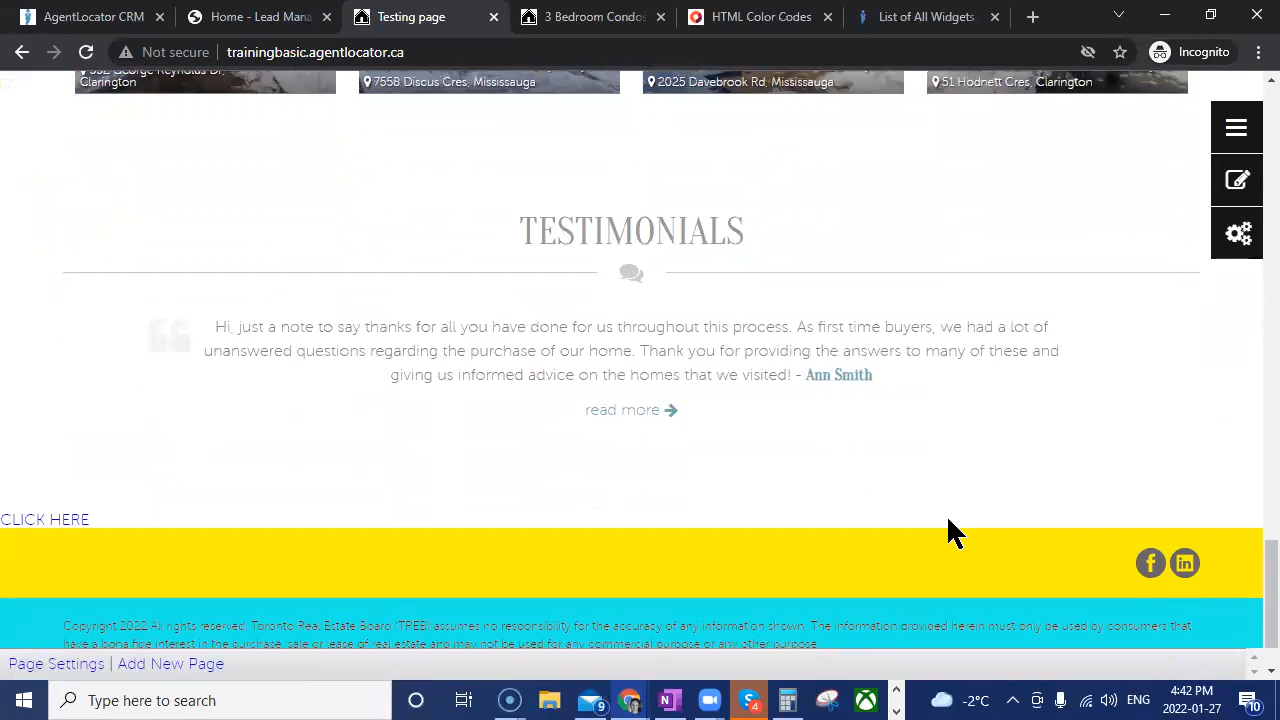 AgentLocator CRM
Home - Lead Mana
Testing page
3 Bedroom Condos
HTML Color Codes
List of All Widgets
Not secure
trainingbasic.agentlocator.ca
Incognito
Clarington
7558 Discus Cres, Mississauga
2025 Davebrook Rd, Mississauga
51 Hodnett Cres, Clarington
TESTIMONIALS
Hi, just a note to say thanks for all you have done for us throughout this process. As first time buyers, we had a lot of
unanswered questions regarding the purchase of our home. Thank you for providing the answers to many of these and
giving us informed advice on the homes that we visited! - Ann Smith
read more
CLICK HERE
Copyright 2022 All rights reserved. Toronto Real Estate Board (TREB) assumes no responsibility for the accuracy of any information shown. The information provided herein must only be used by consumers that
have a bona fide interest in the purchase, sale or lease of real estate and may not be used for any commercial purpose or any other purpose.
Page Settings | Add New Page
Type here to search
9
4
-2°C
ENG
4:42 PM
2022-01-27
10